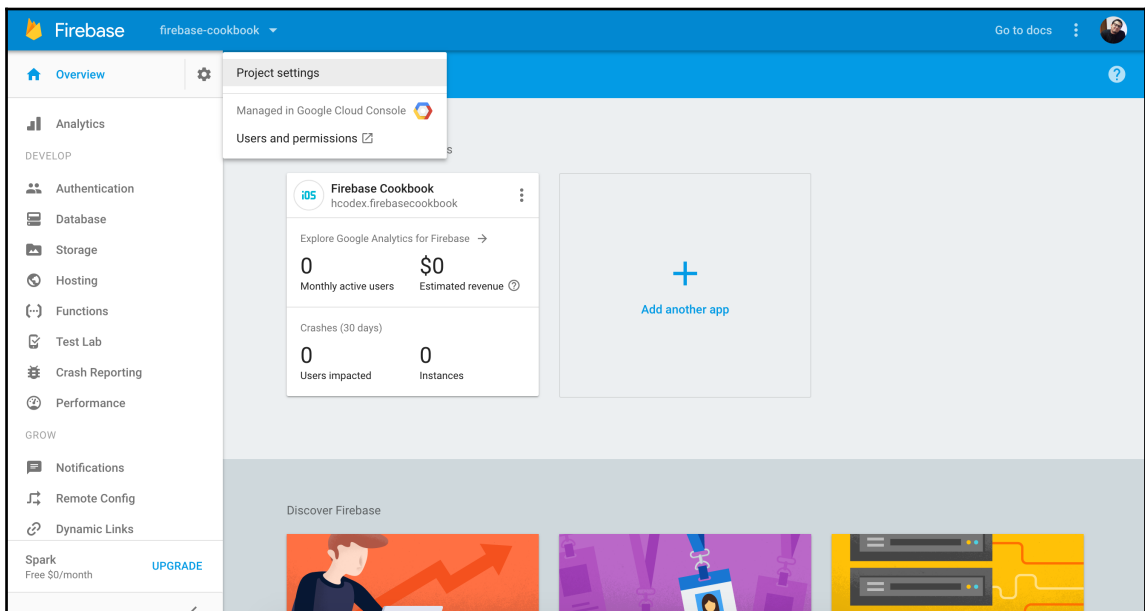 Firebase
firebase-cookbook
Go to docs
Overview
Project settings
Managed in Google Cloud Console
Users and permissions
s
Analytics
DEVELOP
Authentication
Database
Storage
Hosting
Functions
Test Lab
Crash Reporting
Performance
GROW
Notifications
Remote Config
Dynamic Links
Spark
Free $0/month
UPGRADE
iOS
Firebase Cookbook
hcodex.firebasecookbook
Explore Google Analytics for Firebase
0 $0
Monthly active users Estimated revenue
Crashes (30 days)
0 0
Users impacted Instances
Add another app
Discover Firebase